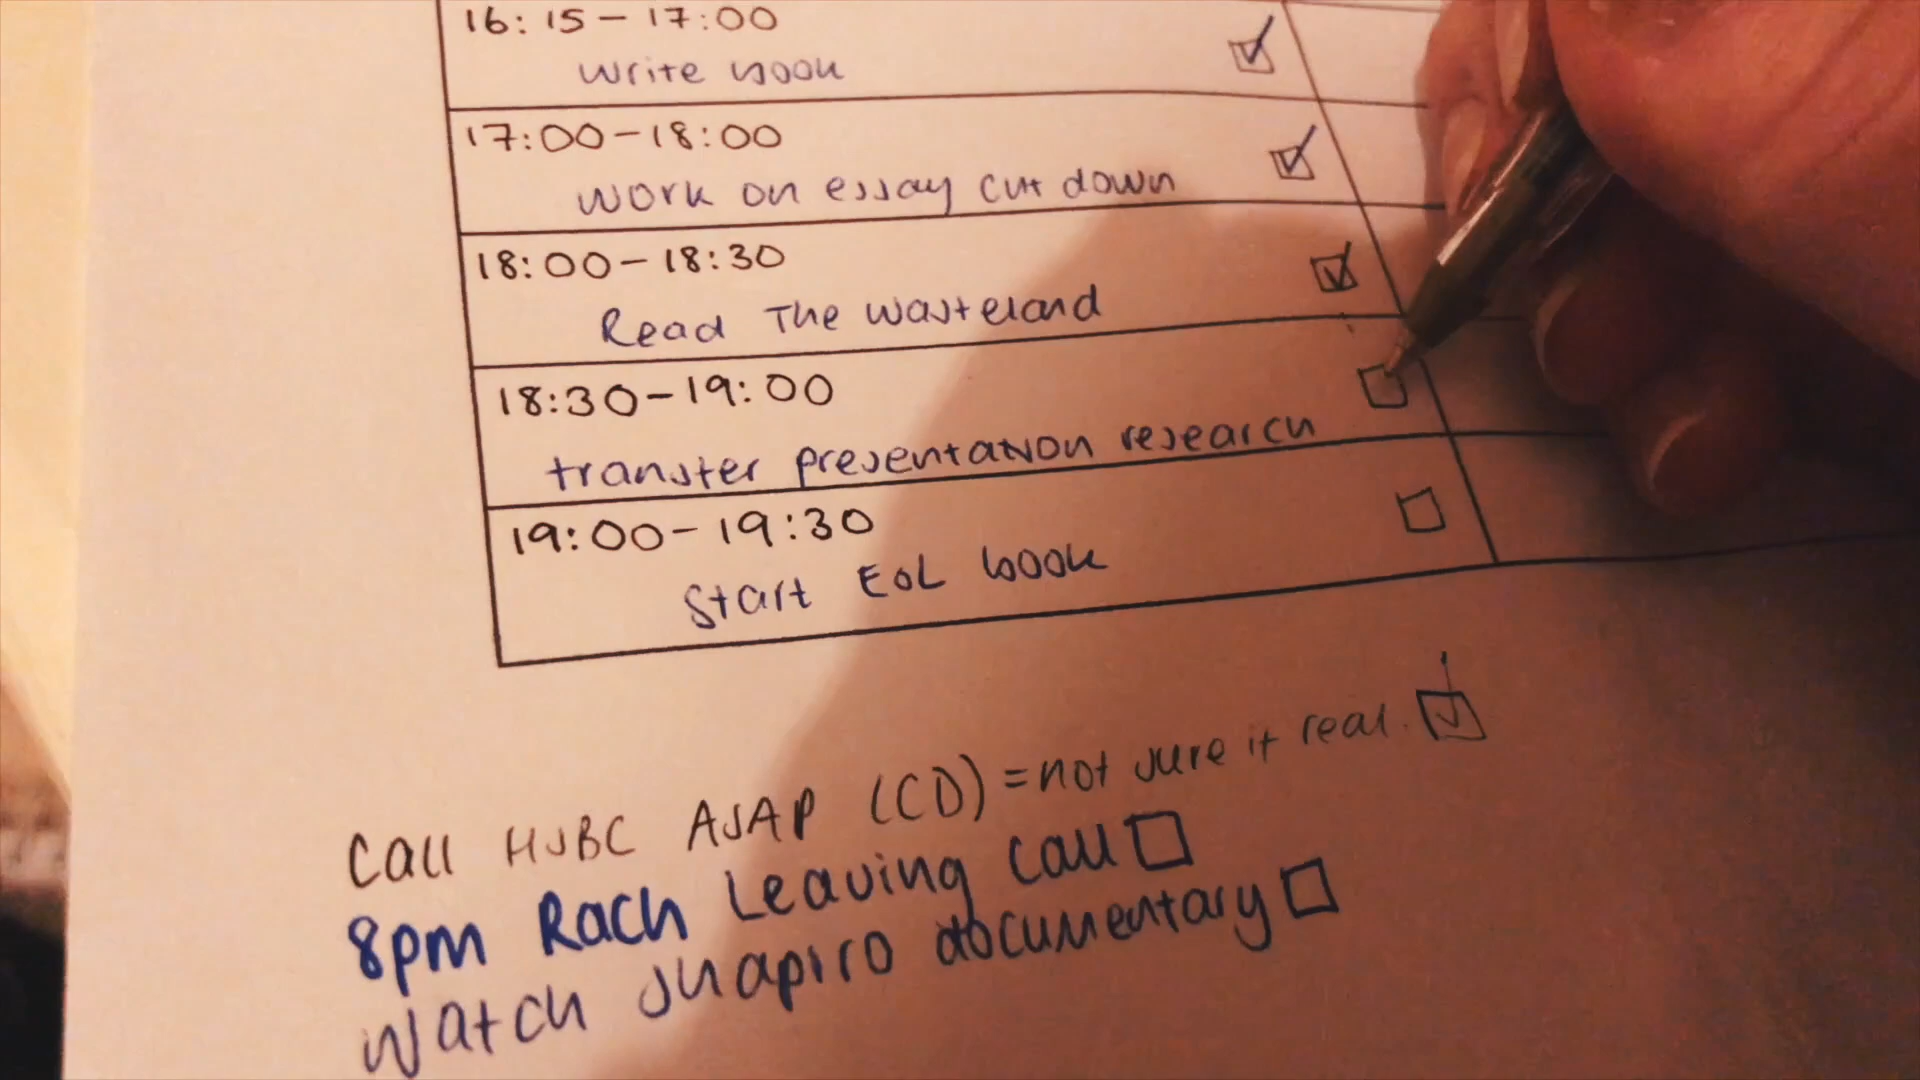 16:15 - 17:00
Write book
17:00 - 18:00
Work on essay cut down
18:00 - 18:30
Read The Wasteland
18:30 - 19:00
transfer presentation research
19:00 - 19:30
Start EOL book
Call HSBC ASAP (CD) = not sure if real.
8pm Rach Leaving Call
Watch Shapiro documentary